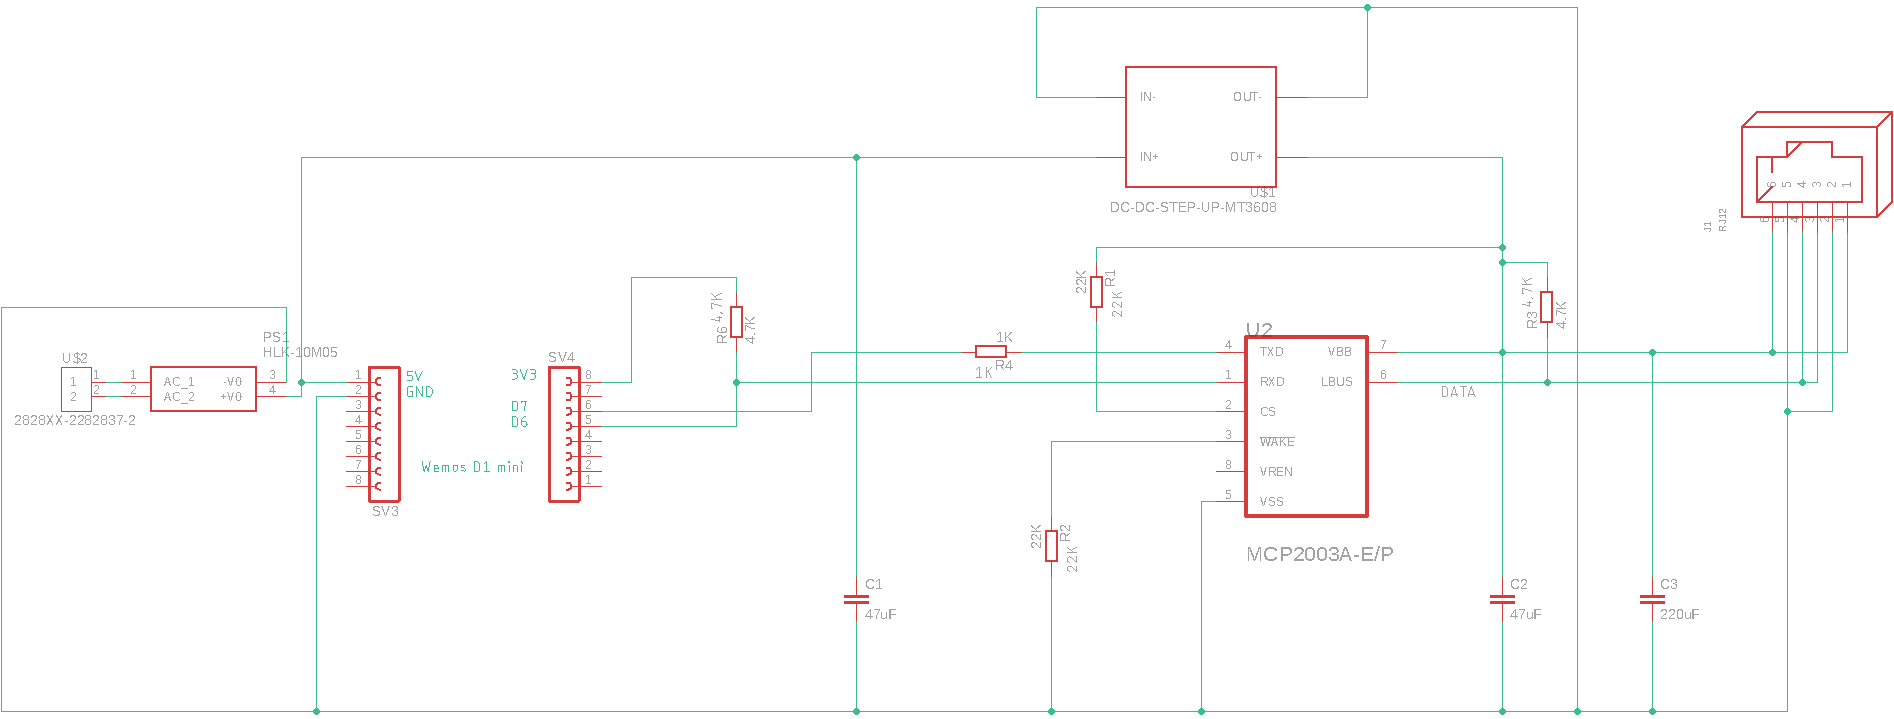 IN-
OUT-
IN+
OUT+
U$1
DC-DC-STEP-UP-MT3608
6 5 4 3 2 1
6 5 4 3 2 1
J1
RJ12
22K
R1
22K
4,7K
R6
4.7K
4,7K
R3
4.7K
PS1
HLK-10M05
U$2
1
2
1
2
1
2
AC_1
AC_2
-V0
+V0
3
4
2828XX-2282837-2
1
2
3
4
5
6
7
8
5V
GND
SV3
Wemos D1 mini
SV4
3V3
D7
D6
8
7
6
5
4
3
2
1
1K
R4
1K
U2
4
1
2
3
8
5
TXD
RXD
CS
WAKE
VREN
VSS
VBB
LBUS
7
6
DATA
MCP2003A-E/P
22K
R2
22K
C1
47uF
C2
47uF
C3
220uF